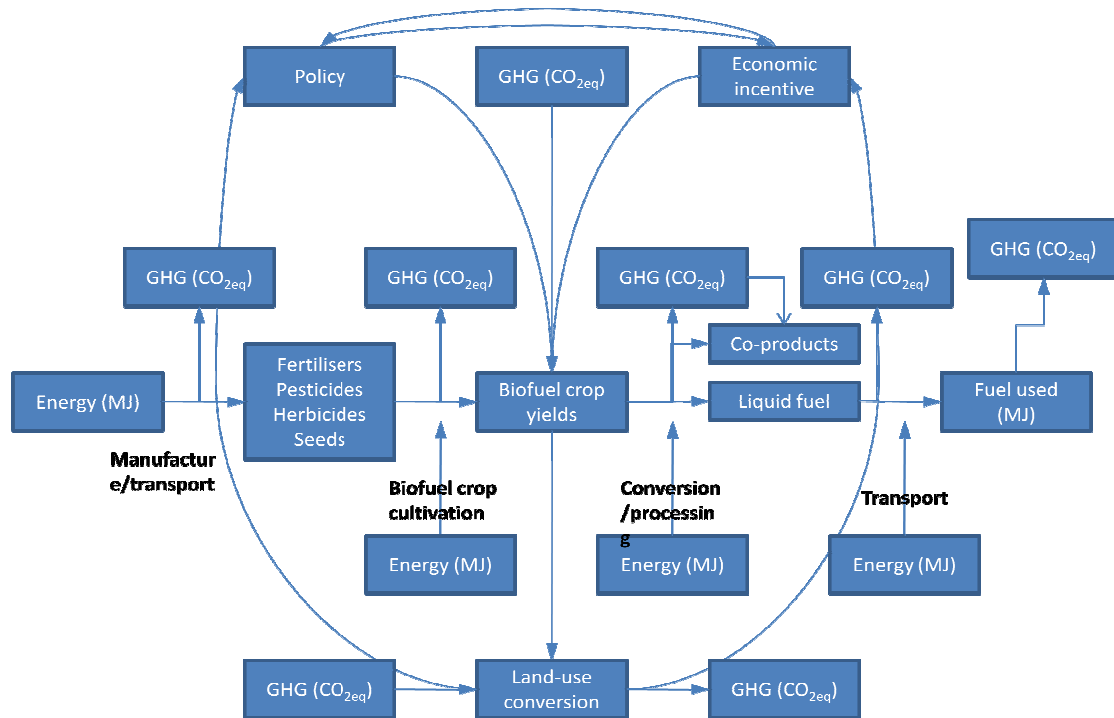 Policy
GHG (CO2eq)
Economic
incentive
GHG (CO2eq)
GHG (CO2eq)
GHG (CO2eq)
GHG (CO2eq)
GHG (CO2eq)
Energy (MJ)
Fertilisers
Pesticides
Herbicides
Seeds
Biofuel crop
yields
Co-products
Liquid fuel
Fuel used
(MJ)
Manufactur
e/transport
Biofuel crop
cultivation
Conversion
/processin
g
Transport
Energy (MJ)
Energy (MJ)
Energy (MJ)
GHG (CO2eq)
Land-use
conversion
GHG (CO2eq)